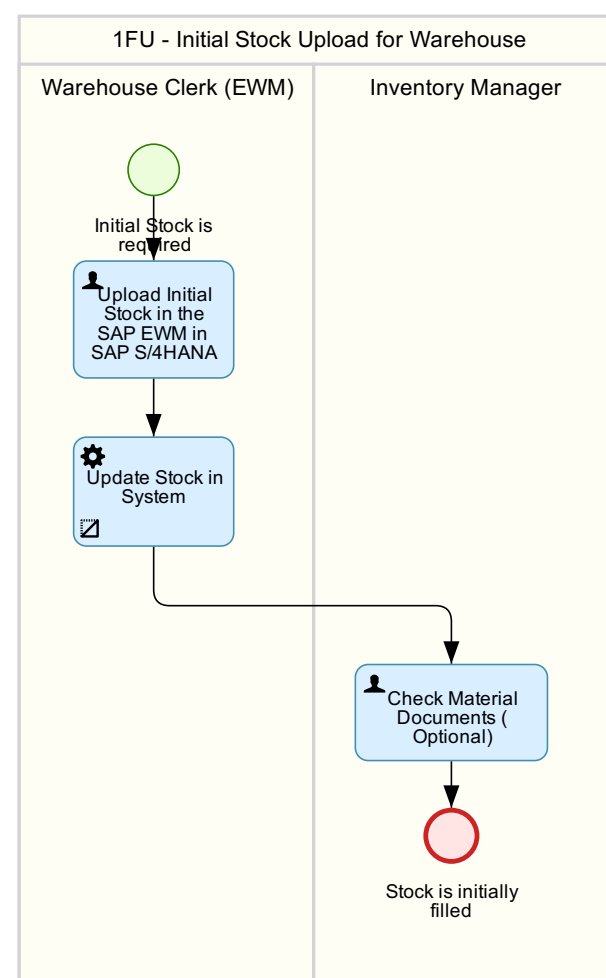 1FU - Initial Stock Upload for Warehouse
Warehouse Clerk (EWM)
Inventory Manager
Initial Stock is
required
Upload Initial
Stock in the
SAP EWM in
SAP S/4HANA
Update Stock in
System
Check Material
Documents (
Optional)
Stock is initially
filled